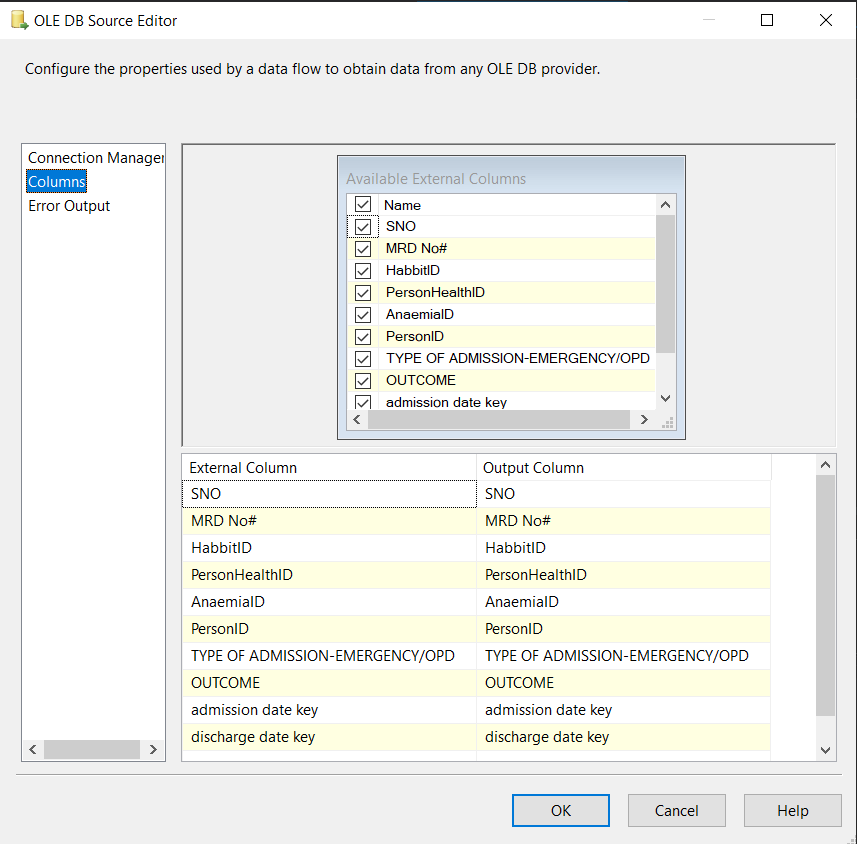 OLE DB Source Editor
Configure the properties used by a data flow to obtain data from any OLE DB provider.
Connection Manager
Columns
Error Output
Available External Columns
Name
SNO
MRD No#
HabbitID
PersonHealthID
AnaemiaID
PersonID
TYPE OF ADMISSION-EMERGENCY/OPD
OUTCOME
admission date key
External Column Output Column
SNO SNO
MRD No# MRD No#
HabbitID HabbitID
PersonHealthID PersonHealthID
AnaemiaID AnaemiaID
PersonID PersonID
TYPE OF ADMISSION-EMERGENCY/OPD TYPE OF ADMISSION-EMERGENCY/OPD
OUTCOME OUTCOME
admission date key admission date key
discharge date key discharge date key
OK Cancel Help